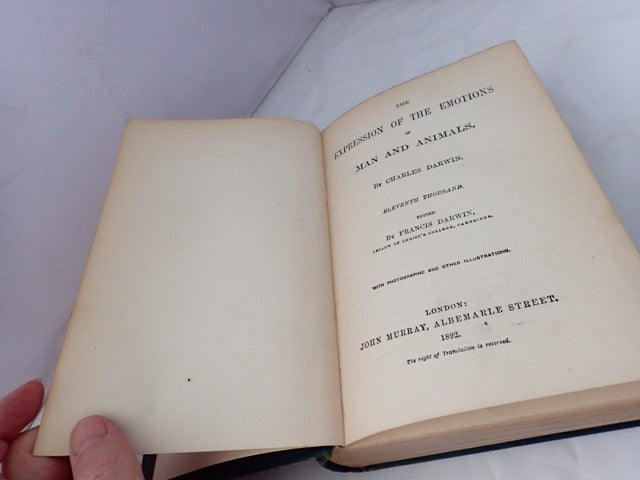 THE
EXPRESSION OF THE EMOTIONS
IN
MAN AND ANIMALS.
By CHARLES DARWIN.
ELEVENTH THOUSAND.
EDITED
By FRANCIS DARWIN,
FELLOW OF CHRIST'S COLLEGE, CAMBRIDGE.
WITH PHOTOGRAPHIC AND OTHER ILLUSTRATIONS.
LONDON:
JOHN MURRAY, ALBEMARLE STREET.
1892.
The right of Translation is reserved.